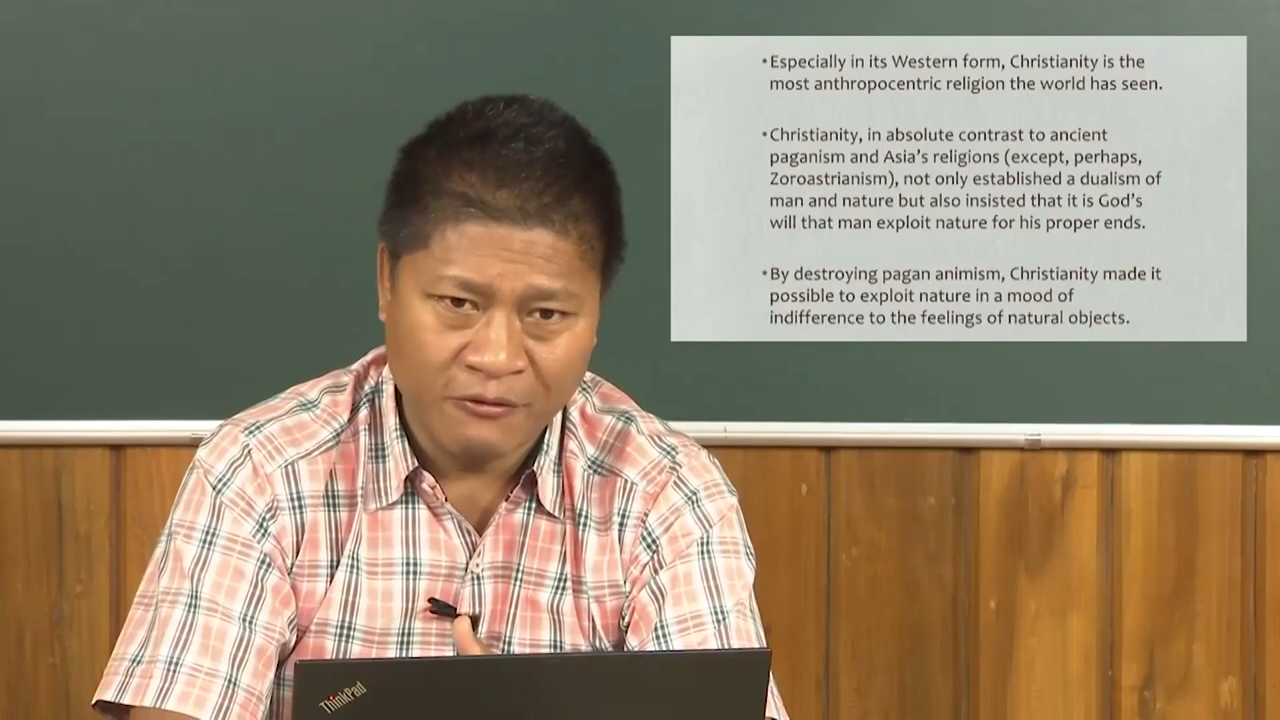 •Especially in its Western form, Christianity is the
most anthropocentric religion the world has seen.
•Christianity, in absolute contrast to ancient
paganism and Asia's religions (except, perhaps,
Zoroastrianism), not only established a dualism of
man and nature but also insisted that it is God's
will that man exploit nature for his proper ends.
•By destroying pagan animism, Christianity made it
possible to exploit nature in a mood of
indifference to the feelings of natural objects.
ThinkPad